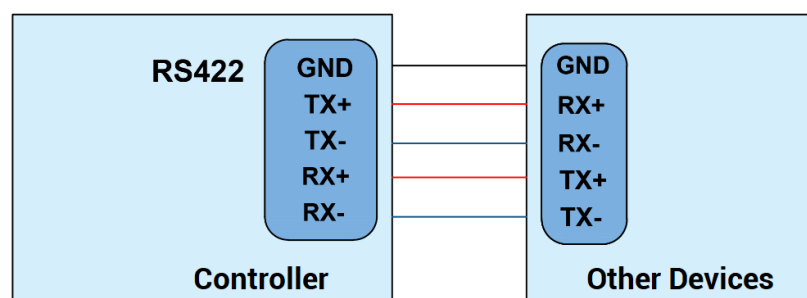 RS422
GND
TX+
TX-
RX+
RX-
Controller
GND
RX+
RX-
TX+
TX-
Other Devices